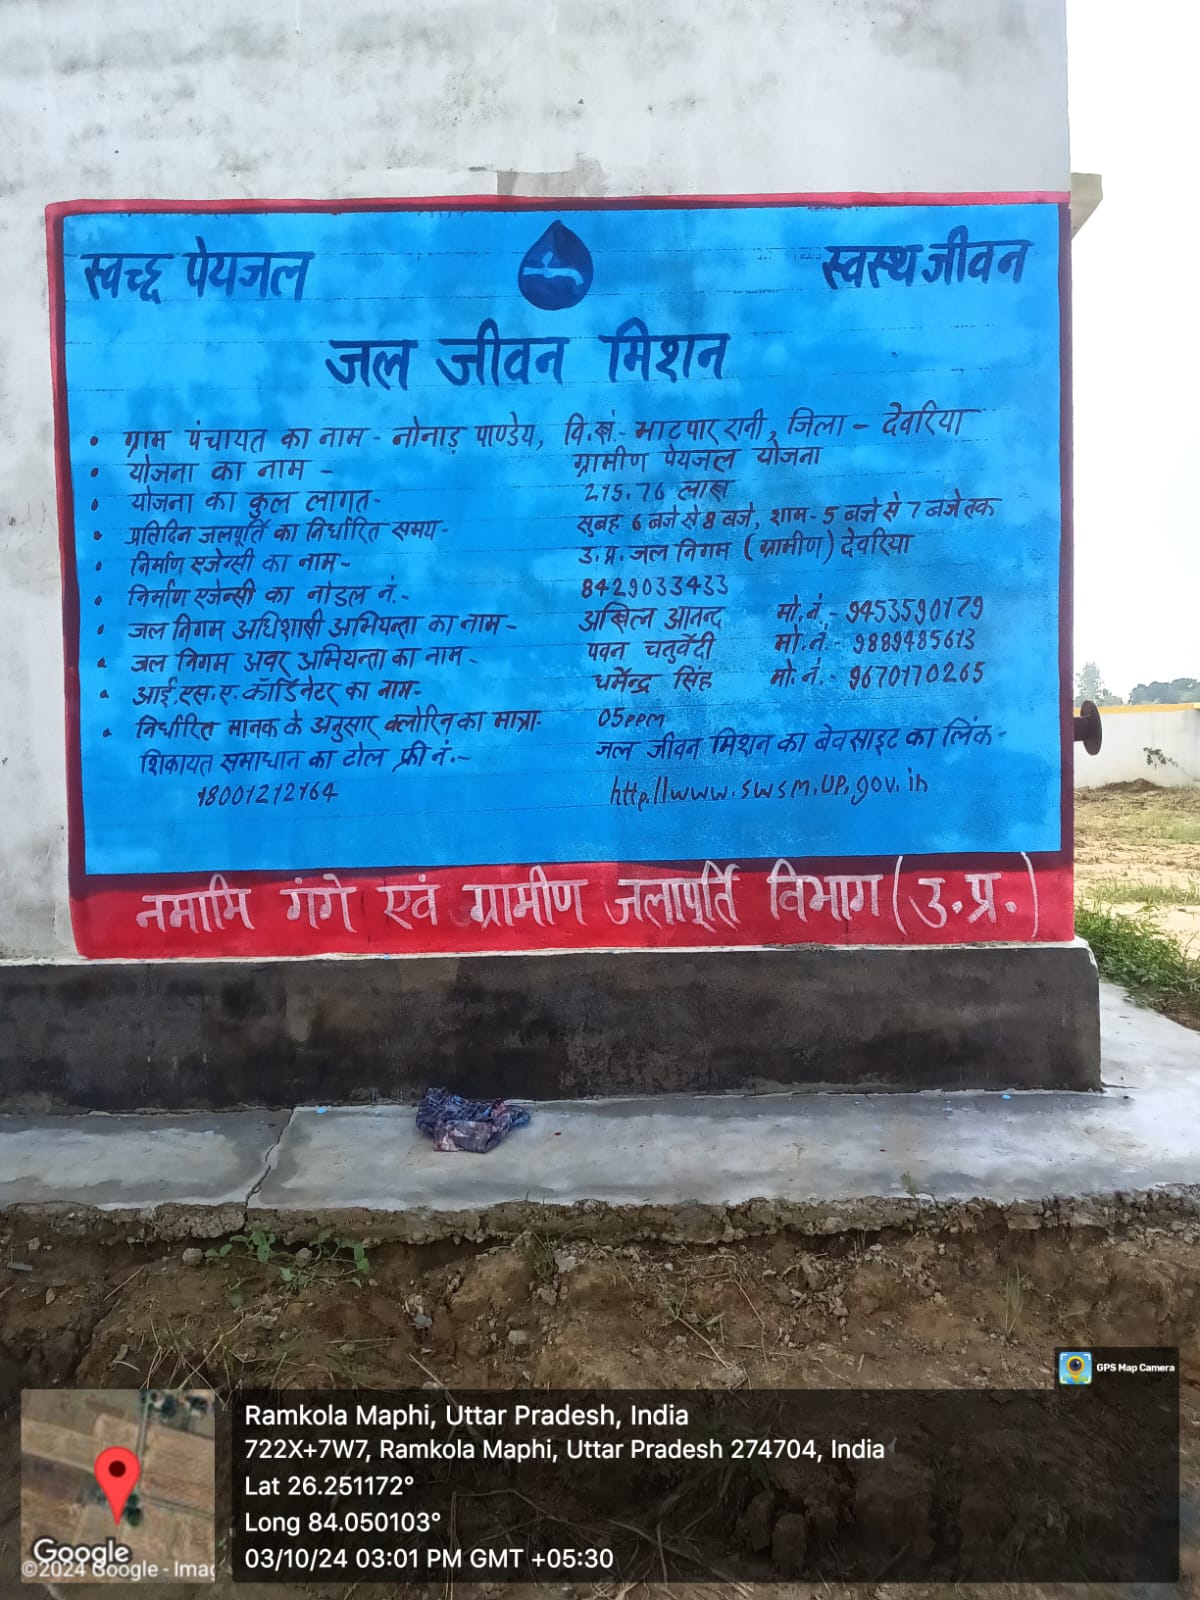 स्वच्छ पेयजल स्वस्थ जीवन
जल जीवन मिशन
• ग्राम पंचायत का नाम - नोनाड़ पाण्डेय, वि.खं.- भाटपार रानी, जिला - देवरिया
• योजना का नाम - ग्रामीण पेयजल योजना
• योजना का कुल लागत- 215.76 लाख
• प्रतिदिन जलपूर्ति का निर्धारित समय- सुबह 6 बजे से 8 बजे, शाम- 5 बजे से 7 बजे तक
• निर्माण एजेन्सी का नाम- उ.प्र. जल निगम (ग्रामीण) देवरिया
• निर्माण एजेन्सी का नोडल नं.- 8429033433
• जल निगम अधिशासी अभियन्ता का नाम- अखिल आनन्द मो.नं.- 9453590179
• जल निगम अवर अभियन्ता का नाम- पवन चतुर्वेदी मो.नं.- 9889485613
• आई.एस.ए. कॉर्डिनेटर का नाम- धर्मेन्द्र सिंह मो.नं.- 9670170265
• निर्धारित मानक के अनुसार क्लोरिन का मात्रा- 05ppm
शिकायत समाधान का टोल फ्री नं.-- जल जीवन मिशन का बेवसाइट का लिंक-
18001212164 http://www.swsm.up.gov.in
नमामि गंगे एवं ग्रामीण जलापूर्ति विभाग (उ.प्र.)
GPS Map Camera
Ramkola Maphi, Uttar Pradesh, India
722X+7W7, Ramkola Maphi, Uttar Pradesh 274704, India
Lat 26.251172°
Long 84.050103°
03/10/24 03:01 PM GMT +05:30
Google
©2024 Google - Imag